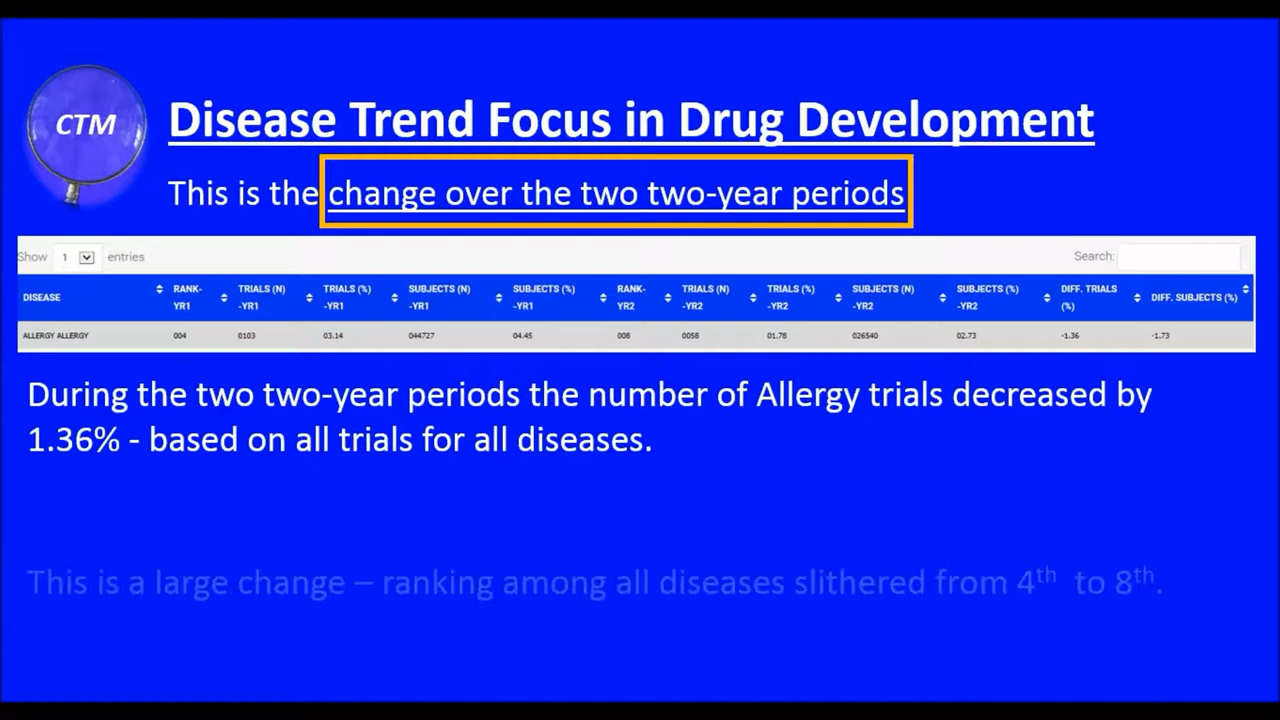 CTM
Disease Trend Focus in Drug Development
This is the change over the two two-year periods
Show 1 entries Search:
DISEASE RANK-YR1 TRIALS (N)-YR1 TRIALS (%)-YR1 SUBJECTS (N)-YR1 SUBJECTS (%)-YR1 RANK-YR2 TRIALS (N)-YR2 TRIALS (%)-YR2 SUBJECTS (N)-YR2 SUBJECTS (%)-YR2 DIFF. TRIALS (%) DIFF. SUBJECTS (%)
ALLERGY ALLERGY 004 0103 03.14 044727 04.45 008 0058 01.78 026540 02.73 -1.36 -1.73
During the two two-year periods the number of Allergy trials decreased by
1.36% - based on all trials for all diseases.
This is a large change – ranking among all diseases slithered from 4th to 8th.